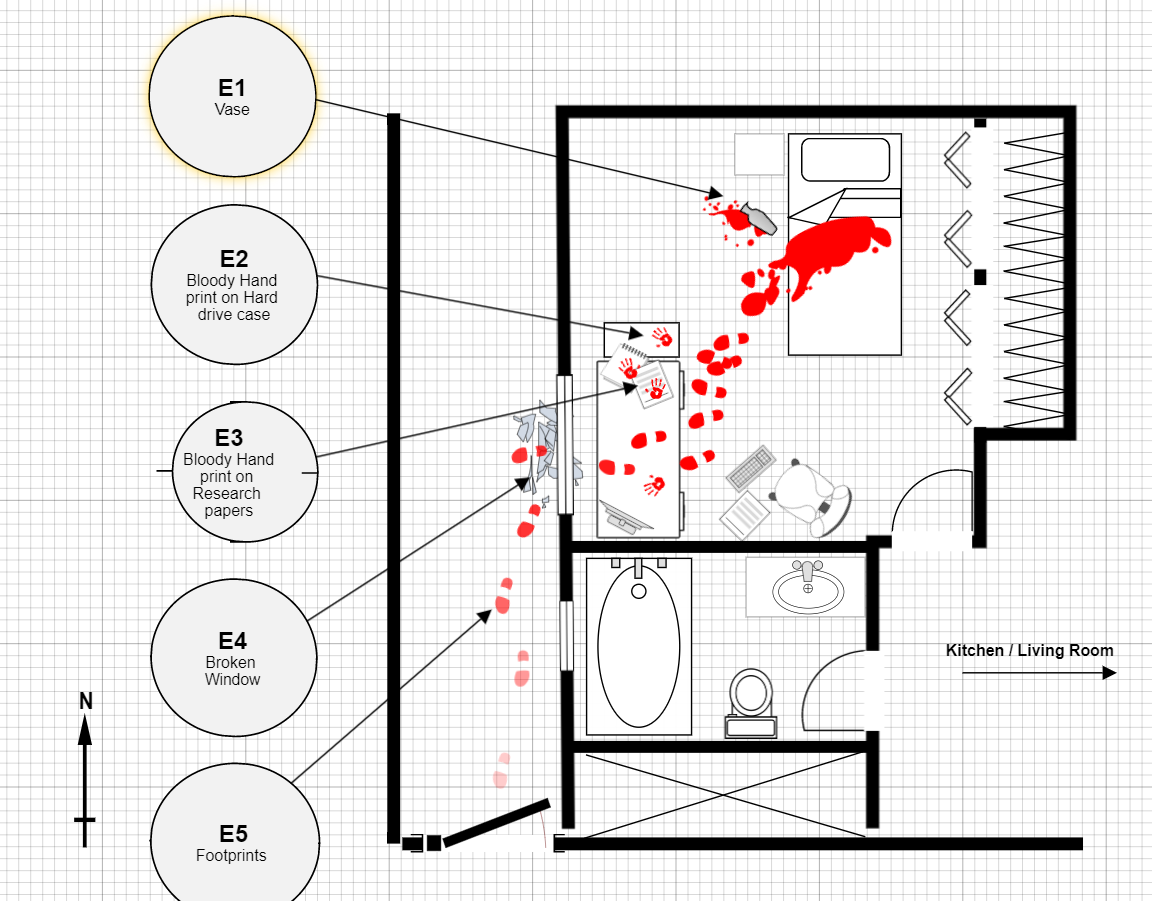 E1
Vase
E2
Bloody Hand
print on Hard
drive case
E3
Bloody Hand
print on
Research
papers
E4
Broken
Window
Kitchen / Living Room
N
E5
Footprints